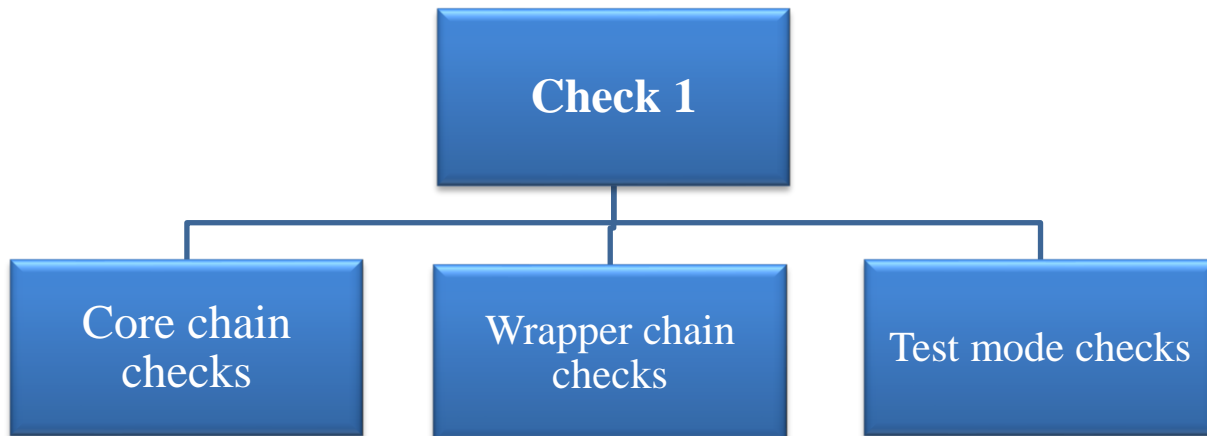 Check 1
Core chain
checks
Wrapper chain
checks
Test mode checks